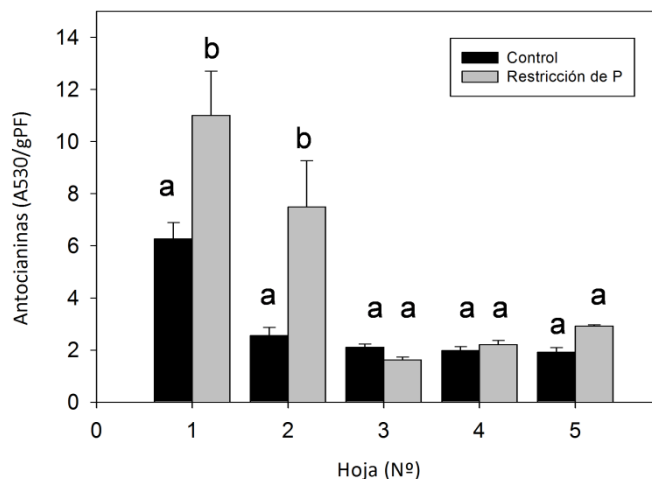 14
12
10
8
6
4
2
0
Antocianinas (A530/gPF)
Control
Restricción de P
a b
a b
a a
a a
a a
0 1 2 3 4 5
Hoja (Nº)